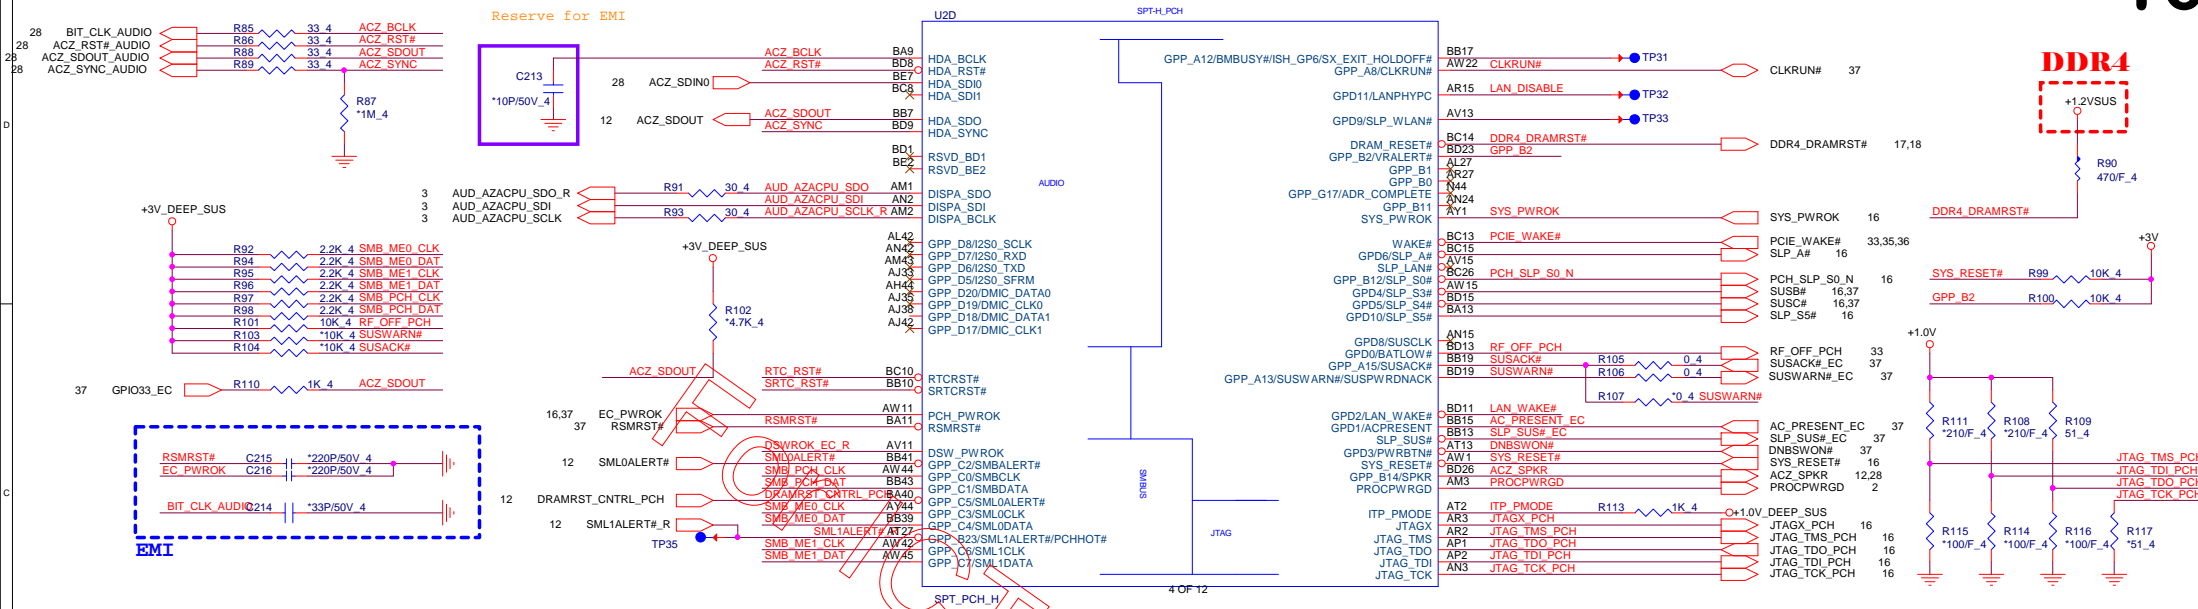 Reserve for EMI
28 BIT_CLK_AUDIO R85 33_4 ACZ_BCLK
28 ACZ_RST#_AUDIO R86 33_4 ACZ_RST#
28 ACZ_SDOUT_AUDIO R88 33_4 ACZ_SDOUT
28 ACZ_SYNC_AUDIO R89 33_4 ACZ_SYNC
R87
*1M_4
C213
*10P/50V_4
D
C
+3V_DEEP_SUS
R92 2.2K_4 SMB_ME0_CLK
R94 2.2K_4 SMB_ME0_DAT
R95 2.2K_4 SMB_ME1_CLK
R96 2.2K_4 SMB_ME1_DAT
R97 2.2K_4 SMB_PCH_CLK
R98 2.2K_4 SMB_PCH_DAT
R101 10K_4 RF_OFF_PCH
R103 *10K_4 SUSWARN#
R104 *10K_4 SUSACK#
37 GPIO33_EC R110 1K_4 ACZ_SDOUT
RSMRST# C215 *220P/50V_4
EC_PWROK C216 *220P/50V_4
BIT_CLK_AUDIO C214 *33P/50V_4
EMI
+3V_DEEP_SUS
R102
*4.7K_4
ACZ_SDOUT
U2D
SPT-H_PCH
ACZ_BCLK BA9 HDA_BCLK
ACZ_RST# BD8 HDA_RST#
28 ACZ_SDIN0 BE7 HDA_SDI0
BC8 HDA_SDI1
12 ACZ_SDOUT ACZ_SDOUT BB7 HDA_SDO
ACZ_SYNC BD9 HDA_SYNC
BD1 RSVD_BD1
BE2 RSVD_BE2
3 AUD_AZACPU_SDO_R R91 30_4 AUD_AZACPU_SDO AM1 DISPA_SDO
3 AUD_AZACPU_SDI AUD_AZACPU_SDI AN2 DISPA_SDI
3 AUD_AZACPU_SCLK R93 30_4 AUD_AZACPU_SCLK_R AM2 DISPA_BCLK
AL42 GPP_D8/I2S0_SCLK
AN42 GPP_D7/I2S0_RXD
AM43 GPP_D6/I2S0_TXD
AJ33 GPP_D5/I2S0_SFRM
AH44 GPP_D20/DMIC_DATA0
AJ35 GPP_D19/DMIC_CLK0
AJ38 GPP_D18/DMIC_DATA1
AJ42 GPP_D17/DMIC_CLK1
RTC_RST# BC10 RTCRST#
SRTC_RST# BB10 SRTCRST#
16,37 EC_PWROK AW11 PCH_PWROK
37 RSMRST# RSMRST# BA11 RSMRST#
DSWROK_EC_R AV11 DSW_PWROK
12 SML0ALERT# SML0ALERT# BB41 GPP_C2/SMBALERT#
SMB_PCH_CLK AW44 GPP_C0/SMBCLK
SMB_PCH_DAT BB43 GPP_C1/SMBDATA
12 DRAMRST_CNTRL_PCH DRAMRST_CNTRL_PCH BA40 GPP_C5/SML0ALERT#
SMB_ME0_CLK AY44 GPP_C3/SML0CLK
SMB_ME0_DAT BB39 GPP_C4/SML0DATA
12 SML1ALERT#_R SML1ALERT# AT27 GPP_B23/SML1ALERT#/PCHHOT#
TP35
SMB_ME1_CLK AW42 GPP_C6/SML1CLK
SMB_ME1_DAT AW45 GPP_C7/SML1DATA
AUDIO
SMBUS
JTAG
SPT_PCH_H
4 OF 12
GPP_A12/BMBUSY#/ISH_GP6/SX_EXIT_HOLDOFF# BB17 TP31
GPP_A8/CLKRUN# AW22 CLKRUN# CLKRUN# 37
GPD11/LANPHYPC AR15 LAN_DISABLE TP32
GPD9/SLP_WLAN# AV13 TP33
DRAM_RESET# BC14 DDR4_DRAMRST# DDR4_DRAMRST# 17,18
GPP_B2/VRALERT# BD23 GPP_B2
GPP_B1 AL27
GPP_B0 AR27
GPP_G17/ADR_COMPLETE N44
GPP_B11 AN24
SYS_PWROK AY1 SYS_PWROK SYS_PWROK 16
WAKE# BC13 PCIE_WAKE# PCIE_WAKE# 33,35,36
GPD6/SLP_A# BC15 SLP_A# 16
SLP_LAN# AV15
GPP_B12/SLP_S0# BC26 PCH_SLP_S0_N PCH_SLP_S0_N 16
GPD4/SLP_S3# AW15 SUSB# 16,37
GPD5/SLP_S4# BD15 SUSC# 16,37
GPD10/SLP_S5# BA13 SLP_S5# 16
GPD8/SUSCLK AN15
GPD0/BATLOW# BD13 RF_OFF_PCH RF_OFF_PCH 33
GPP_A15/SUSACK# BB19 SUSACK# R105 0_4 SUSACK#_EC 37
GPP_A13/SUSWARN#/SUSPWRDNACK BD19 SUSWARN# R106 0_4 SUSWARN#_EC 37
R107 *0_4 SUSWARN#
GPD2/LAN_WAKE# BD11 LAN_WAKE#
GPD1/ACPRESENT BB15 AC_PRESENT_EC AC_PRESENT_EC 37
SLP_SUS# BB13 SLP_SUS#_EC SLP_SUS#_EC 37
GPD3/PWRBTN# AT13 DNBSWON# DNBSWON# 37
SYS_RESET# AW1 SYS_RESET# SYS_RESET# 16
GPP_B14/SPKR BD26 ACZ_SPKR ACZ_SPKR 12,28
PROCPWRGD AM3 PROCPWRGD PROCPWRGD 2
ITP_PMODE AT2 ITP_PMODE R113 1K_4 +1.0V_DEEP_SUS
JTAGX AR3 JTAGX_PCH JTAGX_PCH 16
JTAG_TMS AR2 JTAG_TMS_PCH JTAG_TMS_PCH 16
JTAG_TDO AP1 JTAG_TDO_PCH JTAG_TDO_PCH 16
JTAG_TDI AP2 JTAG_TDI_PCH JTAG_TDI_PCH 16
JTAG_TCK AN3 JTAG_TCK_PCH JTAG_TCK_PCH 16
DDR4
+1.2VSUS
R90
470/F_4
DDR4_DRAMRST#
+3V
SYS_RESET# R99 10K_4
GPP_B2 R100 10K_4
+1.0V
R111 R108 R109
*210/F_4 *210/F_4 51_4
JTAG_TMS_PCH
JTAG_TDI_PCH
JTAG_TDO_PCH
JTAG_TCK_PCH
R115 R114 R116 R117
*100/F_4 *100/F_4 *100/F_4 *51_4